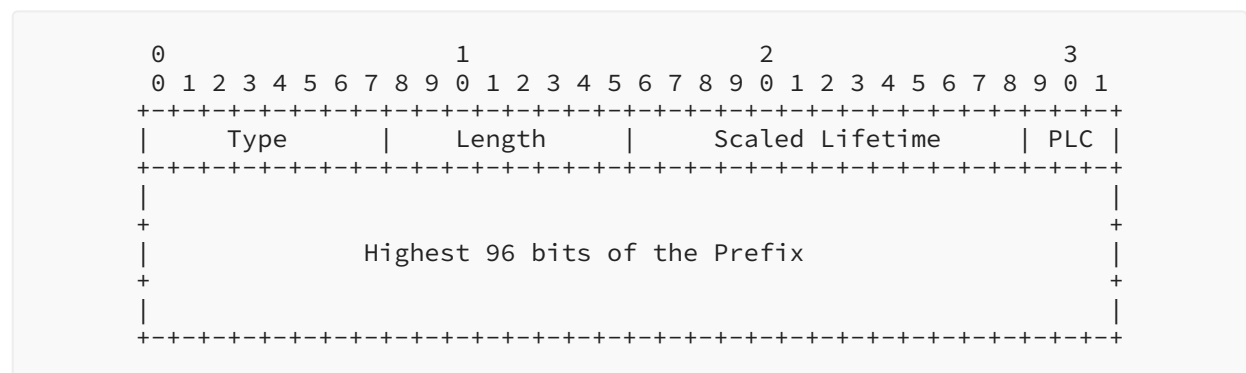 0                   1                   2                   3
 0 1 2 3 4 5 6 7 8 9 0 1 2 3 4 5 6 7 8 9 0 1 2 3 4 5 6 7 8 9 0 1
+-+-+-+-+-+-+-+-+-+-+-+-+-+-+-+-+-+-+-+-+-+-+-+-+-+-+-+-+-+-+-+-+
|     Type      |    Length     |     Scaled Lifetime     | PLC |
+-+-+-+-+-+-+-+-+-+-+-+-+-+-+-+-+-+-+-+-+-+-+-+-+-+-+-+-+-+-+-+-+
|                                                               |
+                                                               +
|              Highest 96 bits of the Prefix                    |
+                                                               +
|                                                               |
+-+-+-+-+-+-+-+-+-+-+-+-+-+-+-+-+-+-+-+-+-+-+-+-+-+-+-+-+-+-+-+-+